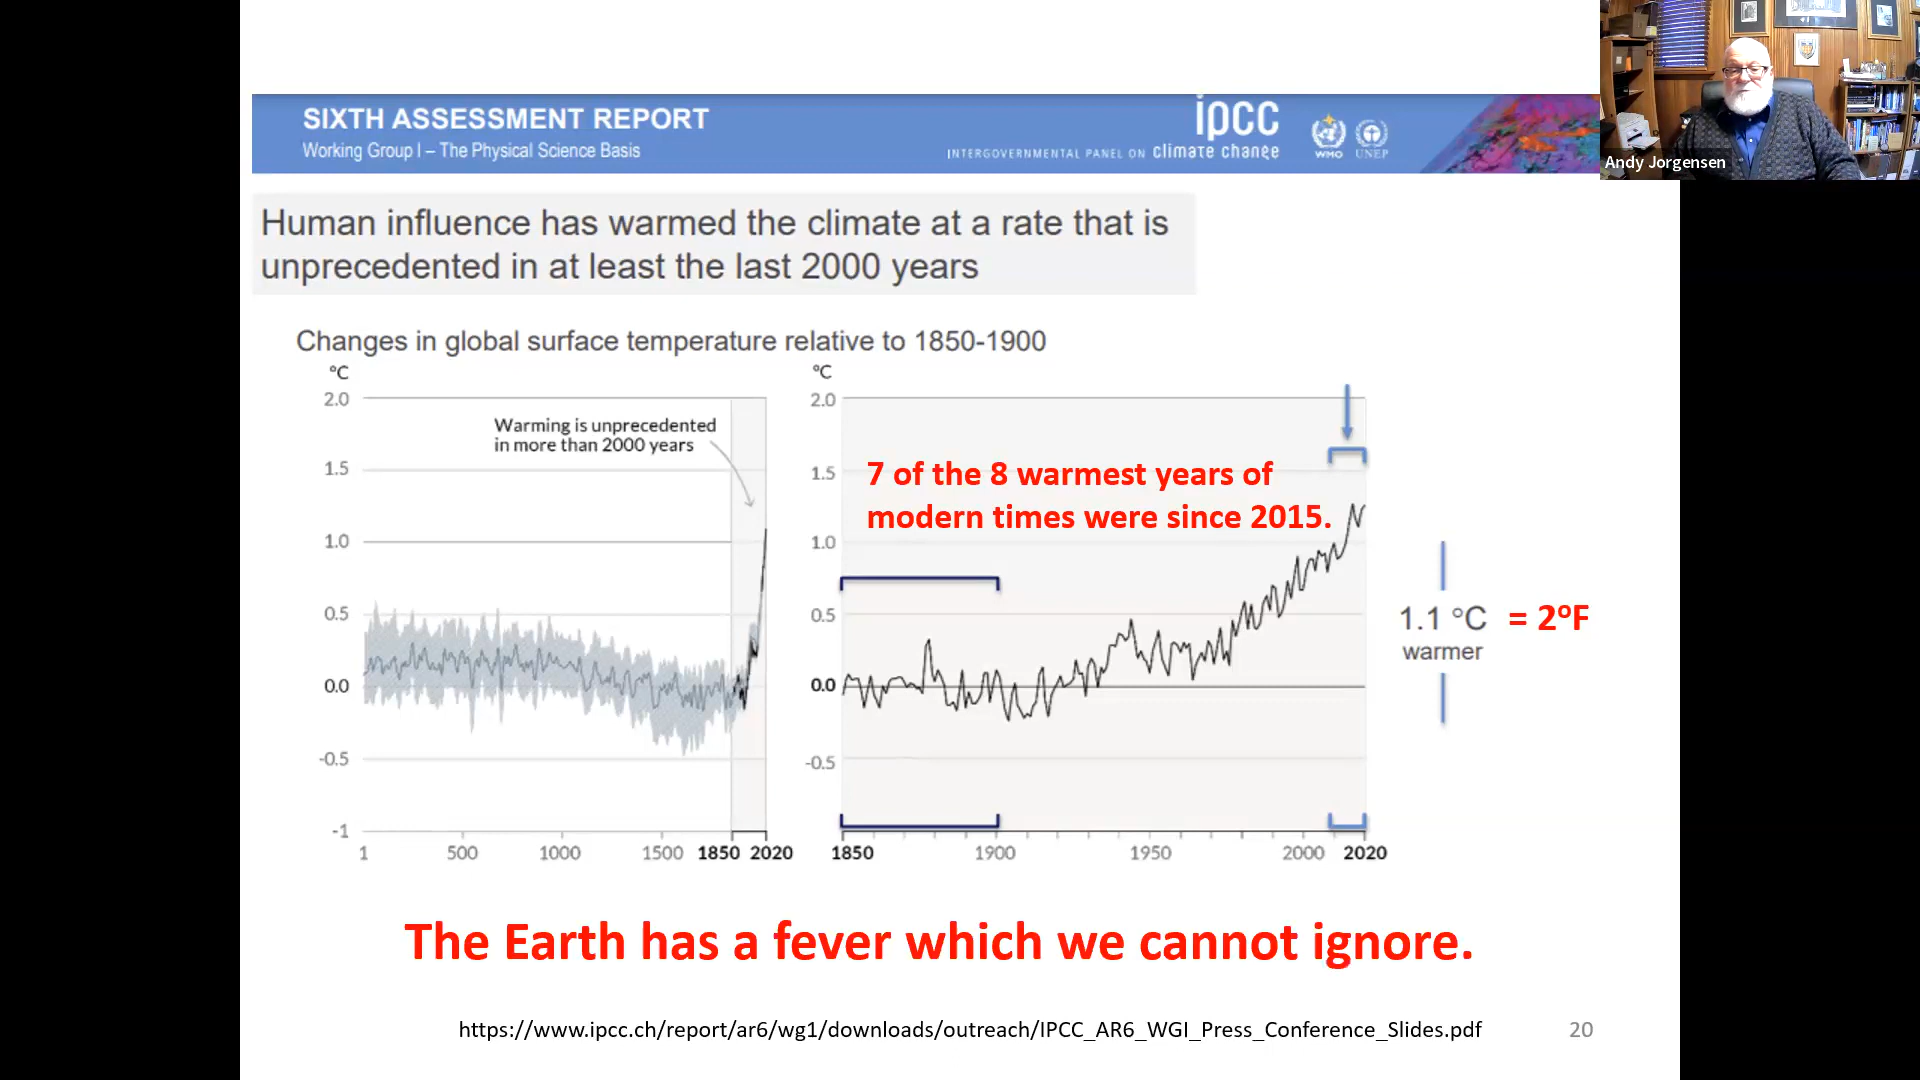 SIXTH ASSESSMENT REPORT
Working Group I – The Physical Science Basis
ipcc
INTERGOVERNMENTAL PANEL ON climate change
WMO
UNEP
Andy Jorgensen
Human influence has warmed the climate at a rate that is
unprecedented in at least the last 2000 years
Changes in global surface temperature relative to 1850-1900
°C
2.0
1.5
1.0
0.5
0.0
-0.5
-1
Warming is unprecedented
in more than 2000 years
1 500 1000 1500 1850 2020
°C
2.0
1.5
1.0
0.5
0.0
-0.5
7 of the 8 warmest years of
modern times were since 2015.
1850 1900 1950 2000 2020
1.1 °C = 2°F
warmer
The Earth has a fever which we cannot ignore.
https://www.ipcc.ch/report/ar6/wg1/downloads/outreach/IPCC_AR6_WGI_Press_Conference_Slides.pdf
20